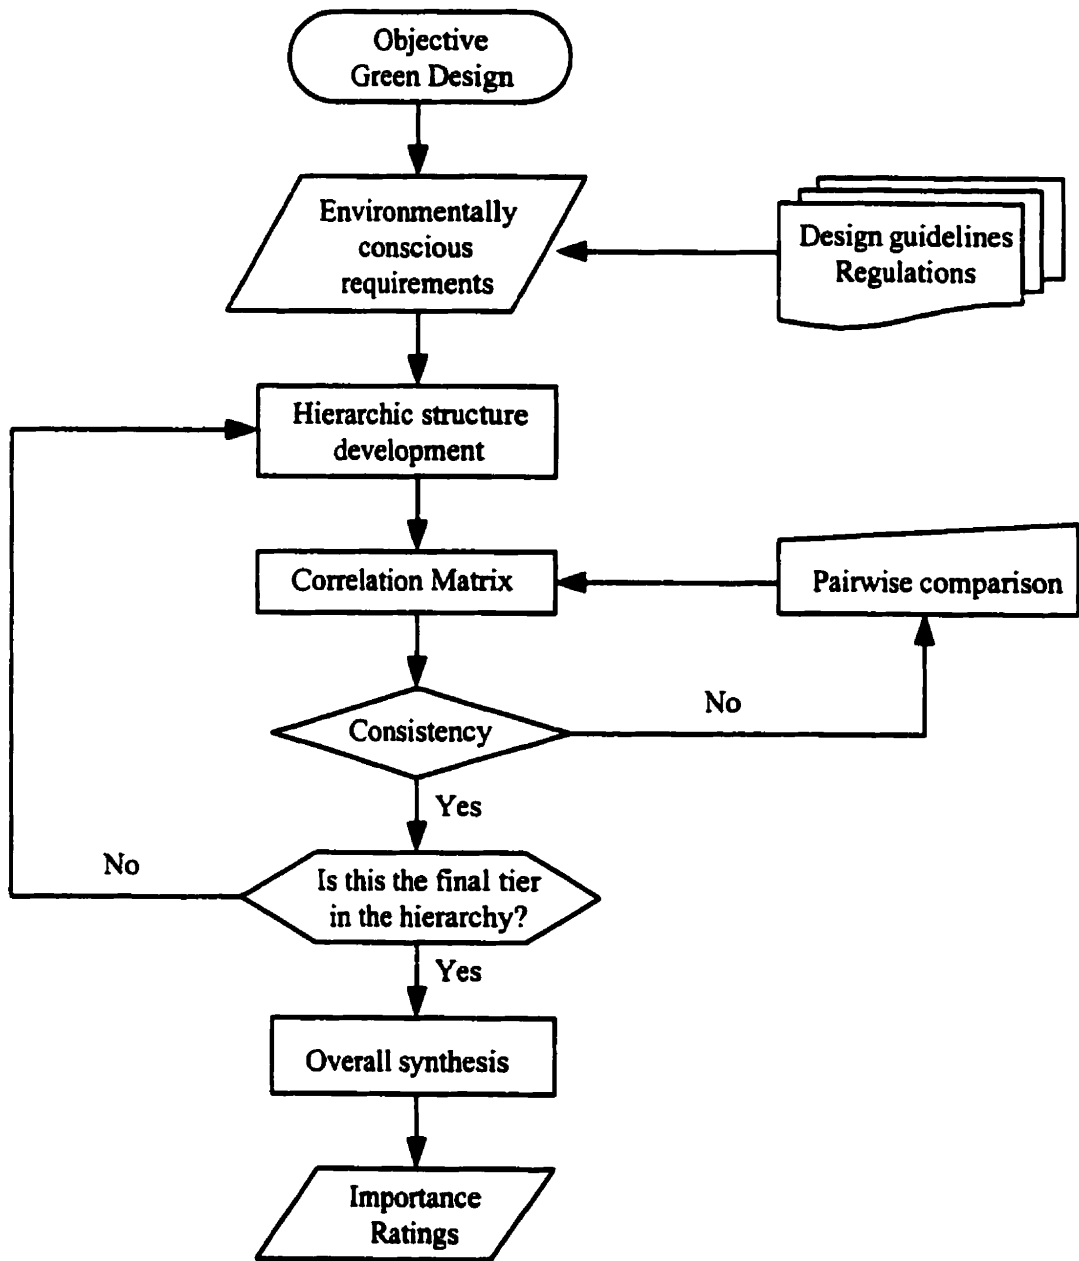 Objective
Green Design
Environmentally
conscious
requirements
Design guidelines
Regulations
Hierarchic structure
development
Correlation Matrix
Pairwise comparison
Consistency
No
Yes
No
Is this the final tier
in the hierarchy?
Yes
Overall synthesis
Importance
Ratings